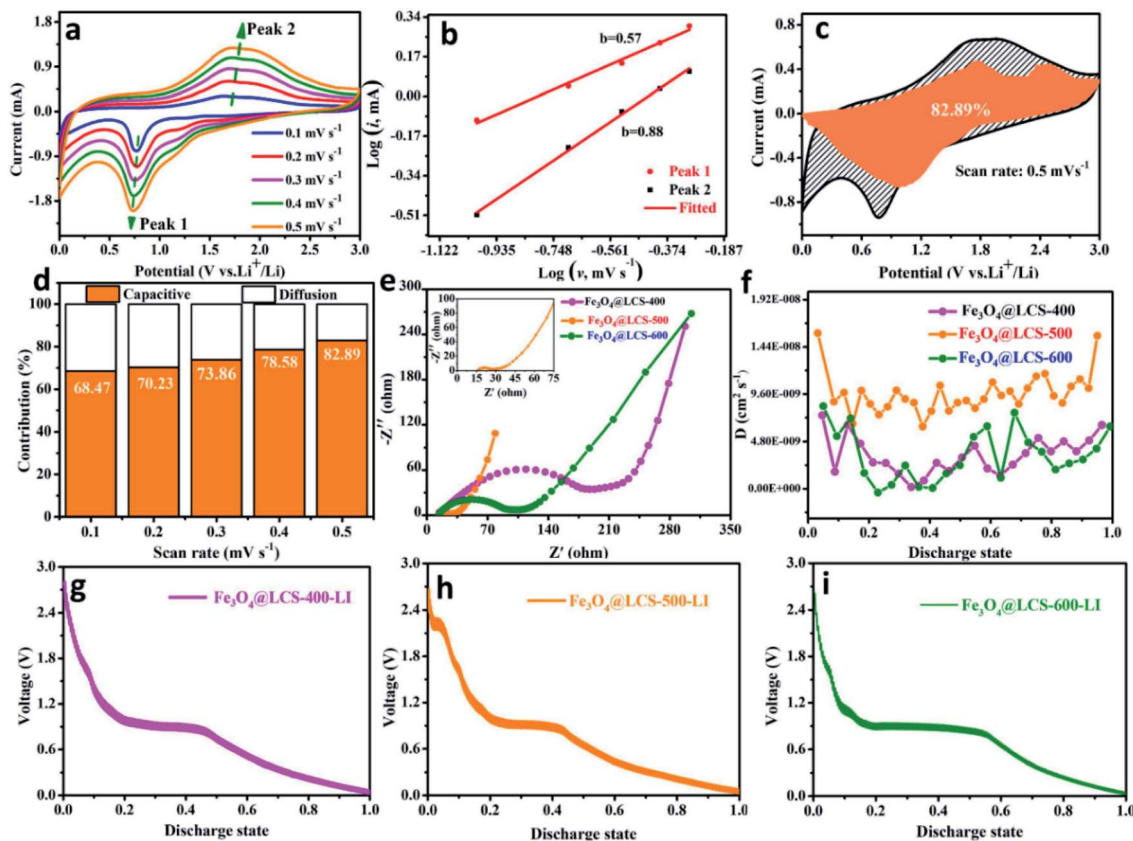 a
Peak 2
Peak 1
0.1 mV s⁻¹
0.2 mV s⁻¹
0.3 mV s⁻¹
0.4 mV s⁻¹
0.5 mV s⁻¹
1.8
0.9
0.0
-0.9
-1.8
Current (mA)
0.0 0.6 1.2 1.8 2.4 3.0
Potential (V vs.Li⁺/Li)
b
b=0.57
b=0.88
Peak 1
Peak 2
Fitted
0.34
0.17
0.00
-0.17
-0.34
-0.51
Log (i, mA)
-1.122 -0.935 -0.748 -0.561 -0.374 -0.187
Log (v, mV s⁻¹)
c
82.89%
Scan rate: 0.5 mVs⁻¹
0.8
0.4
0.0
-0.4
-0.8
Current (mA)
0.0 0.6 1.2 1.8 2.4 3.0
Potential (V vs.Li⁺/Li)
d
Capacitive
Diffusion
68.47
70.23
73.86
78.58
82.89
100
80
60
40
20
0
Contribution (%)
0.1 0.2 0.3 0.4 0.5
Scan rate (mV s⁻¹)
e
Fe₃O₄@LCS-400
Fe₃O₄@LCS-500
Fe₃O₄@LCS-600
100
80
60
40
20
0
-Z'' (ohm)
0 15 30 45 60 75
Z' (ohm)
300
240
180
120
60
0
-Z'' (ohm)
70 140 210 280 350
Z' (ohm)
f
Fe₃O₄@LCS-400
Fe₃O₄@LCS-500
Fe₃O₄@LCS-600
1.92E-008
1.44E-008
9.60E-009
4.80E-009
0.00E+000
D (cm² s⁻¹)
0.0 0.2 0.4 0.6 0.8 1.0
Discharge state
g
Fe₃O₄@LCS-400-LI
3.0
2.4
1.8
1.2
0.6
0.0
Voltage (V)
0.0 0.2 0.4 0.6 0.8 1.0
Discharge state
h
Fe₃O₄@LCS-500-LI
3.0
2.4
1.8
1.2
0.6
0.0
Voltage (V)
0.0 0.2 0.4 0.6 0.8 1.0
Discharge state
i
Fe₃O₄@LCS-600-LI
3.0
2.4
1.8
1.2
0.6
0.0
Voltage (V)
0.0 0.2 0.4 0.6 0.8 1.0
Discharge state